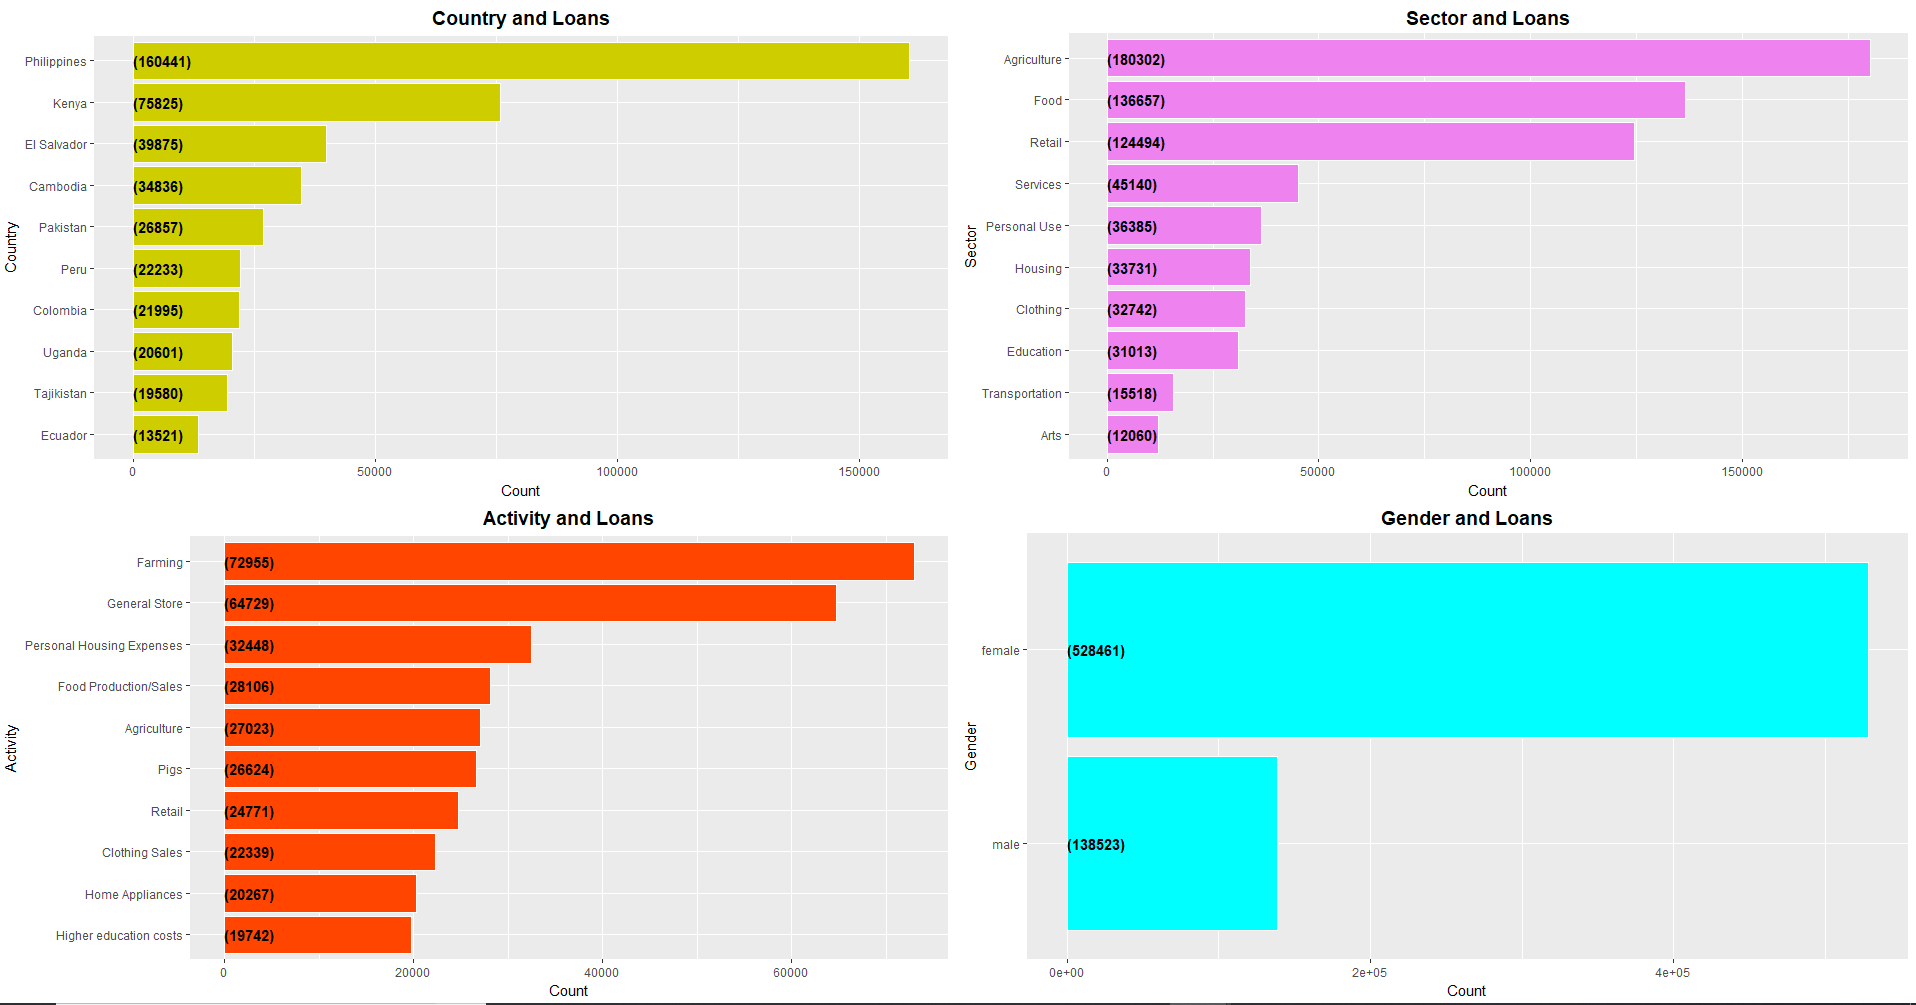 Country and Loans
Country
Philippines (160441)
Kenya (75825)
El Salvador (39875)
Cambodia (34836)
Pakistan (26857)
Peru (22233)
Colombia (21995)
Uganda (20601)
Tajikistan (19580)
Ecuador (13521)
0 50000 100000 150000
Count
Sector and Loans
Sector
Agriculture (180302)
Food (136657)
Retail (124494)
Services (45140)
Personal Use (36385)
Housing (33731)
Clothing (32742)
Education (31013)
Transportation (15518)
Arts (12060)
0 50000 100000 150000
Count
Activity and Loans
Activity
Farming (72955)
General Store (64729)
Personal Housing Expenses (32448)
Food Production/Sales (28106)
Agriculture (27023)
Pigs (26624)
Retail (24771)
Clothing Sales (22339)
Home Appliances (20267)
Higher education costs (19742)
0 20000 40000 60000
Count
Gender and Loans
Gender
female (528461)
male (138523)
0e+00 2e+05 4e+05
Count